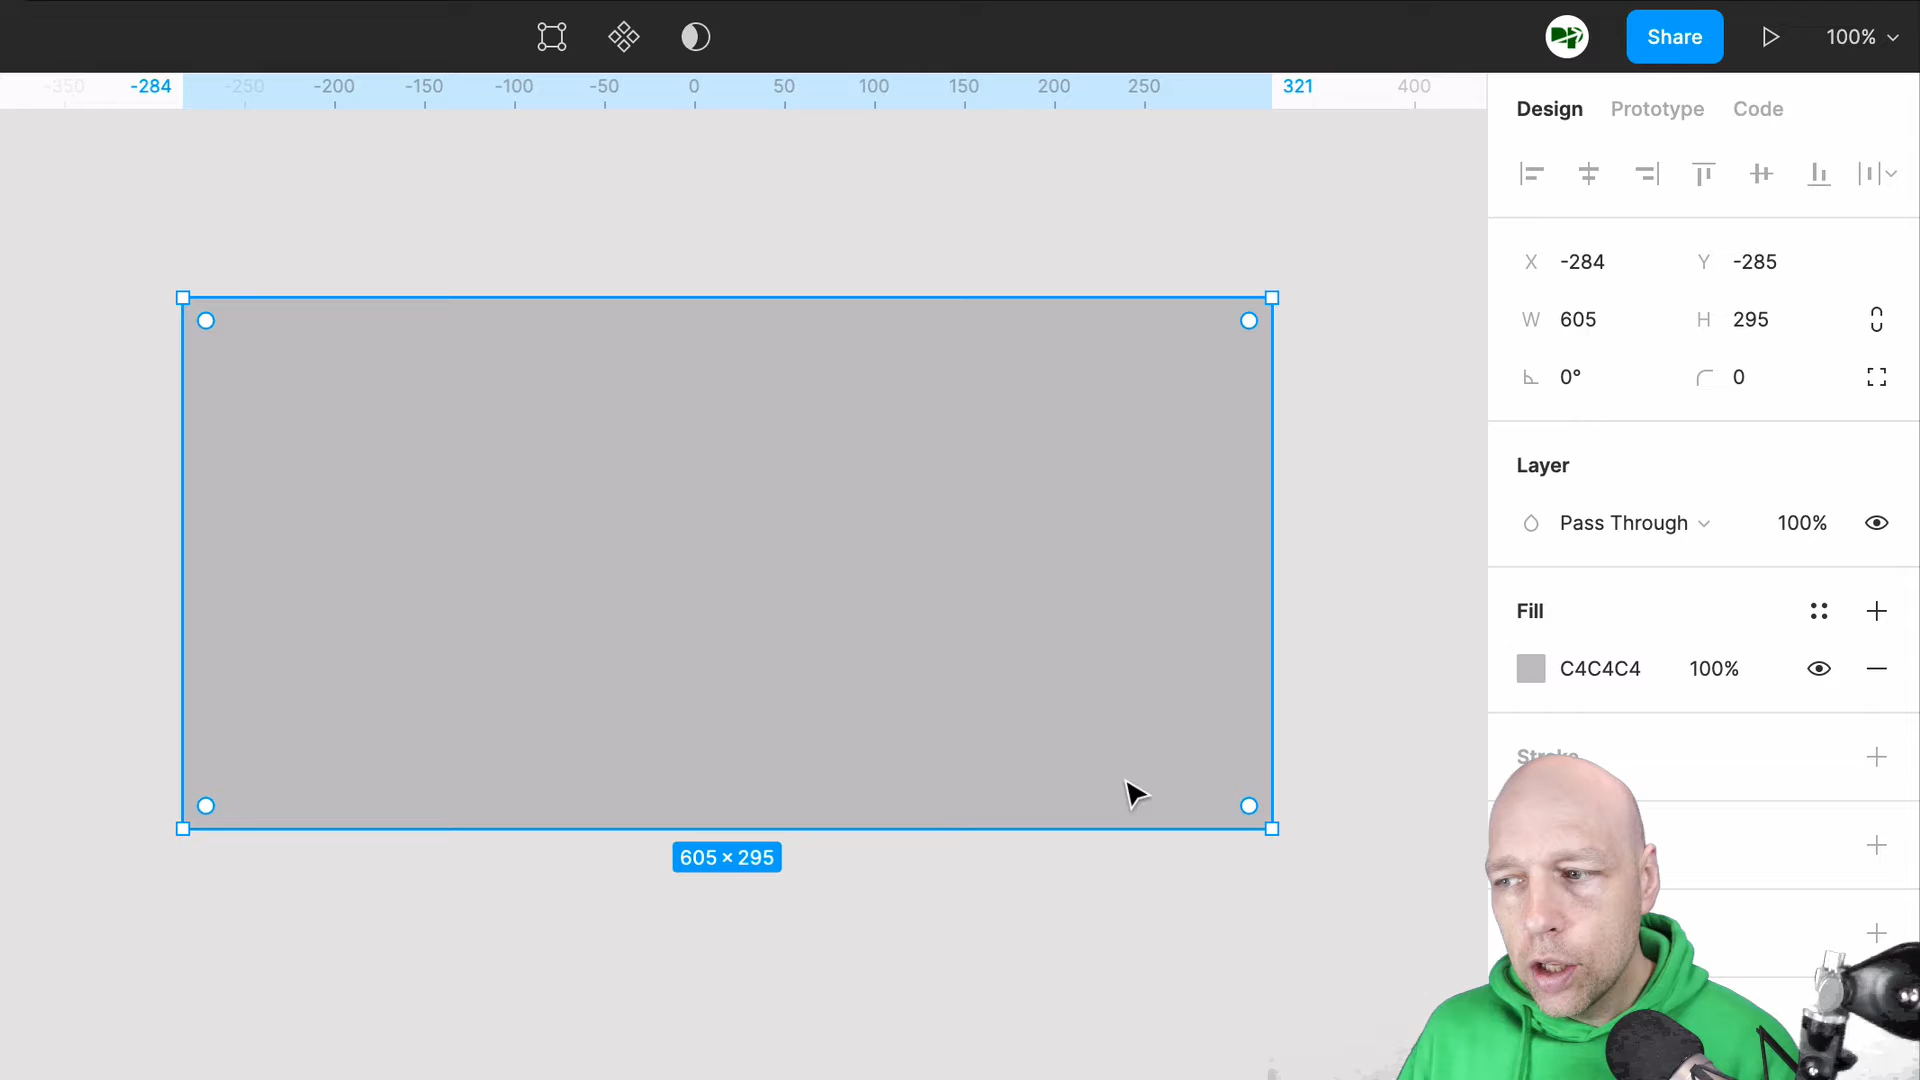 Share
100%
-350 -284 -250 -200 -150 -100 -50 0 50 100 150 200 250 321 400
Design Prototype Code
X -284 Y -285
W 605 H 295
0° 0
Layer
Pass Through 100%
Fill
C4C4C4 100%
Stroke
605 × 295